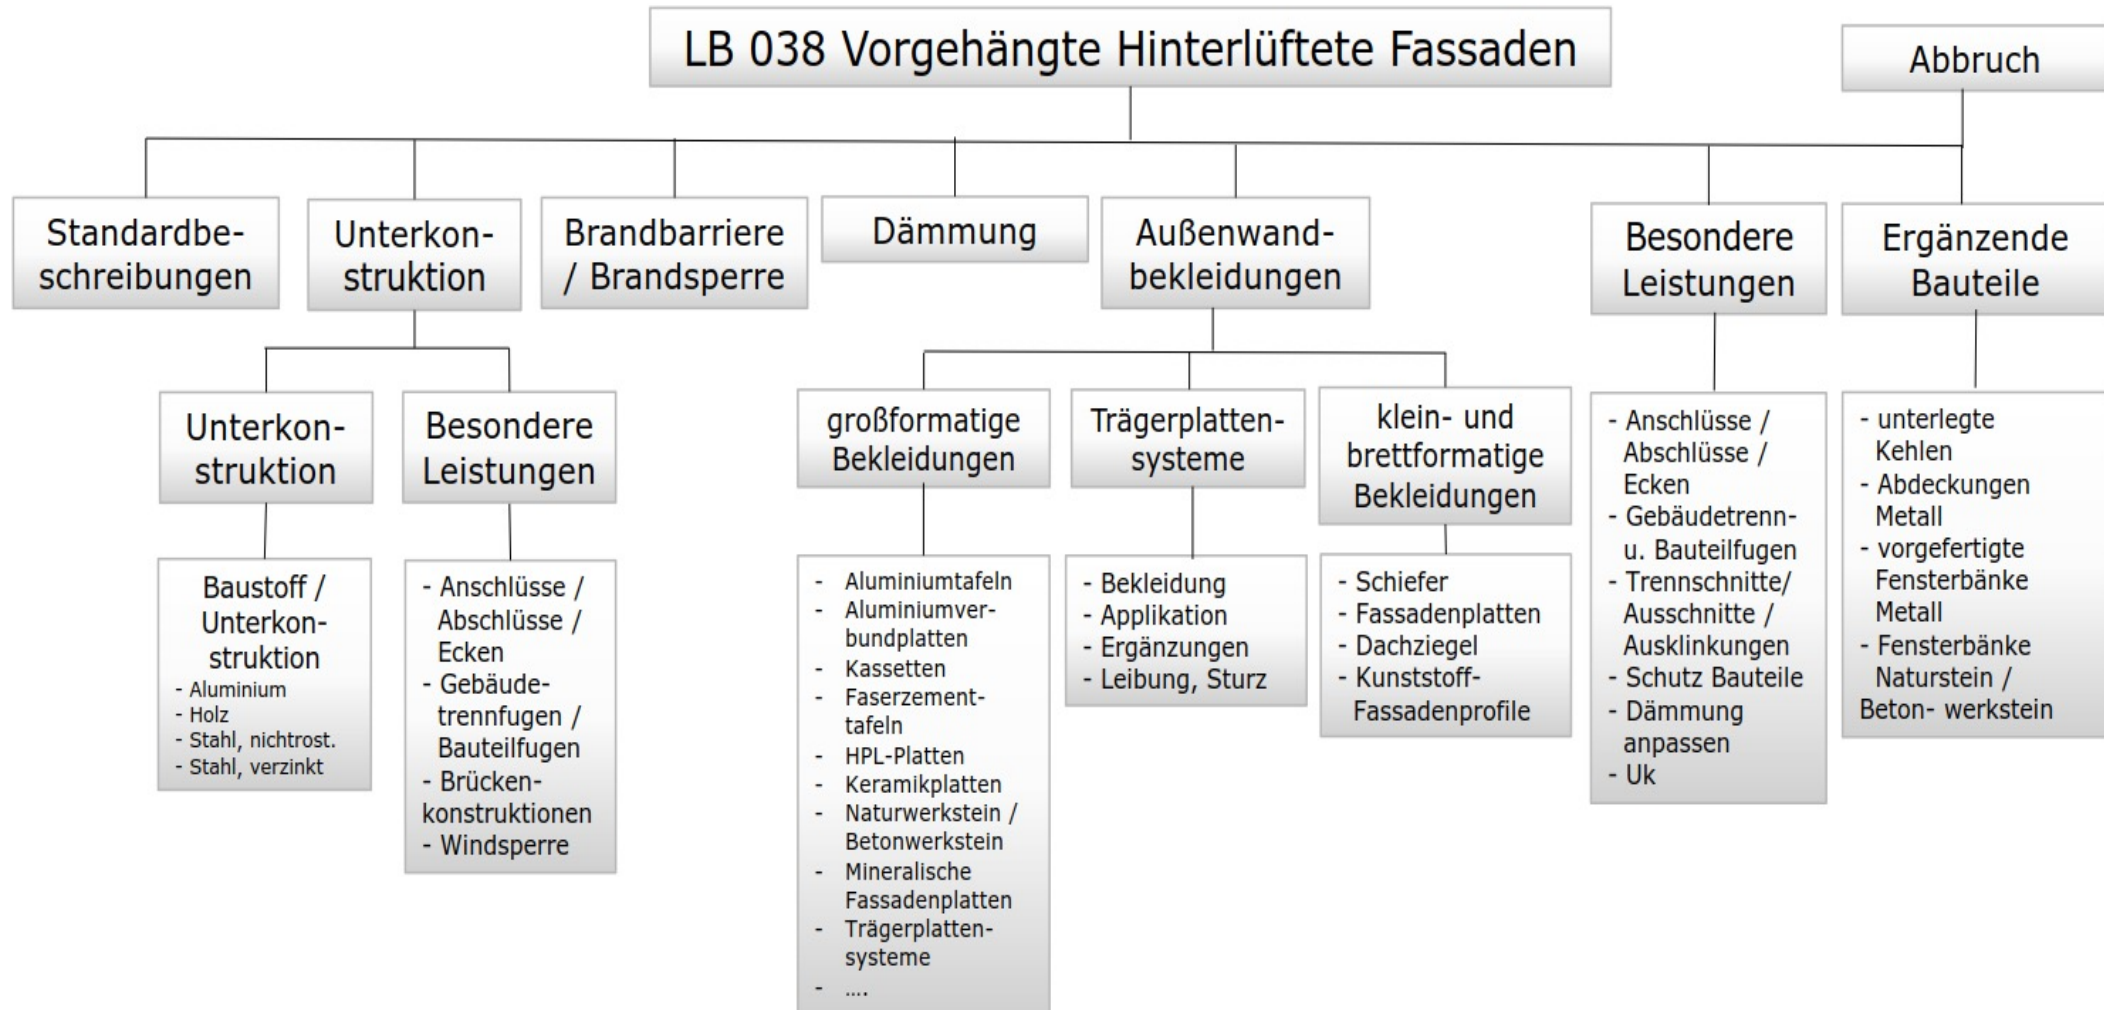 LB 038 Vorgehängte Hinterlüftete Fassaden
Abbruch
Standardbe-
schreibungen
Unterkon-
struktion
Brandbarriere
/ Brandsperre
Dämmung
Außenwand-
bekleidungen
Besondere
Leistungen
Ergänzende
Bauteile
Unterkon-
struktion
Besondere
Leistungen
großformatige
Bekleidungen
Trägerplatten-
systeme
klein- und
brettformatige
Bekleidungen
Baustoff /
Unterkon-
struktion
- Aluminium
- Holz
- Stahl, nichtrost.
- Stahl, verzinkt
- Anschlüsse /
Abschlüsse /
Ecken
- Gebäude-
trennfugen /
Bauteilfugen
- Brücken-
konstruktionen
- Windsperre
- Aluminiumtafeln
- Aluminiumver-
bundplatten
- Kassetten
- Faserzement-
tafeln
- HPL-Platten
- Keramikplatten
- Naturwerkstein /
Betonwerkstein
- Mineralische
Fassadenplatten
- Trägerplatten-
systeme
- ....
- Bekleidung
- Applikation
- Ergänzungen
- Leibung, Sturz
- Schiefer
- Fassadenplatten
- Dachziegel
- Kunststoff-
Fassadenprofile
- Anschlüsse /
Abschlüsse /
Ecken
- Gebäudetrenn-
u. Bauteilfugen
- Trennschnitte/
Ausschnitte /
Ausklinkungen
- Schutz Bauteile
- Dämmung
anpassen
- Uk
- unterlegte
Kehlen
- Abdeckungen
Metall
- vorgefertigte
Fensterbänke
Metall
- Fensterbänke
Naturstein /
Beton- werkstein